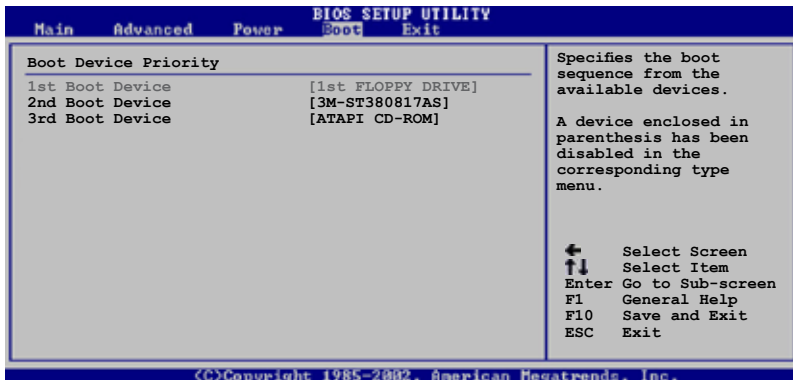 BIOS SETUP UTILITY
Main Advanced Power Boot Exit
Boot Device Priority
1st Boot Device [1st FLOPPY DRIVE]
2nd Boot Device [3M-ST380817AS]
3rd Boot Device [ATAPI CD-ROM]
Specifies the boot
sequence from the
available devices.
A device enclosed in
parenthesis has been
disabled in the
corresponding type
menu.
← Select Screen
↑↓ Select Item
Enter Go to Sub-screen
F1 General Help
F10 Save and Exit
ESC Exit
(C)Copyright 1985-2002, American Megatrends, Inc.